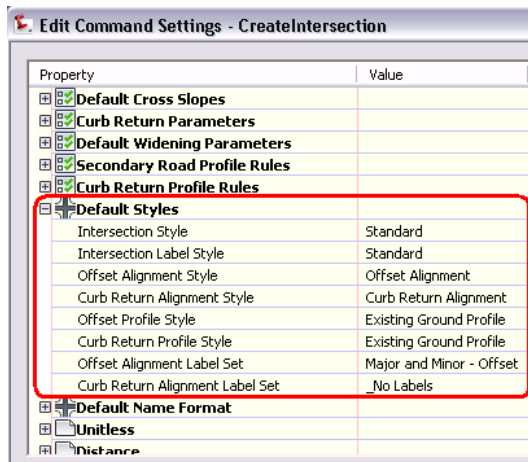 Edit Command Settings - CreateIntersection
Property Value
Default Cross Slopes
Curb Return Parameters
Default Widening Parameters
Secondary Road Profile Rules
Curb Return Profile Rules
Default Styles
Intersection Style Standard
Intersection Label Style Standard
Offset Alignment Style Offset Alignment
Curb Return Alignment Style Curb Return Alignment
Offset Profile Style Existing Ground Profile
Curb Return Profile Style Existing Ground Profile
Offset Alignment Label Set Major and Minor - Offset
Curb Return Alignment Label Set _No Labels
Default Name Format
Unitless
Distance